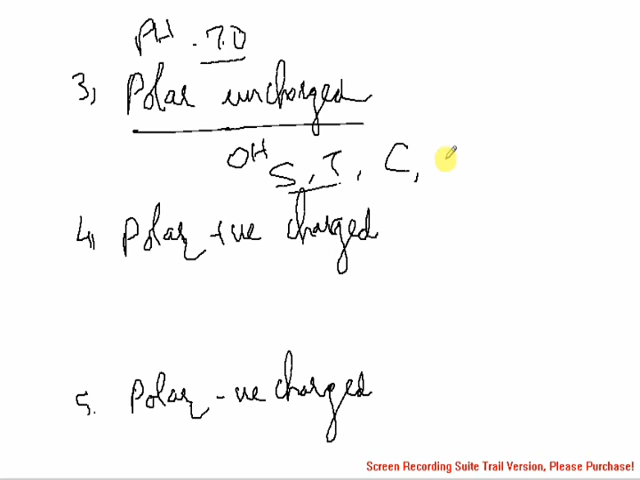 PH . 7.0
3, Polar uncharged
OH S, T, C,
4, Polar +ve charged
5. Polar -ve charged
Screen Recording Suite Trail Version, Please Purchase!